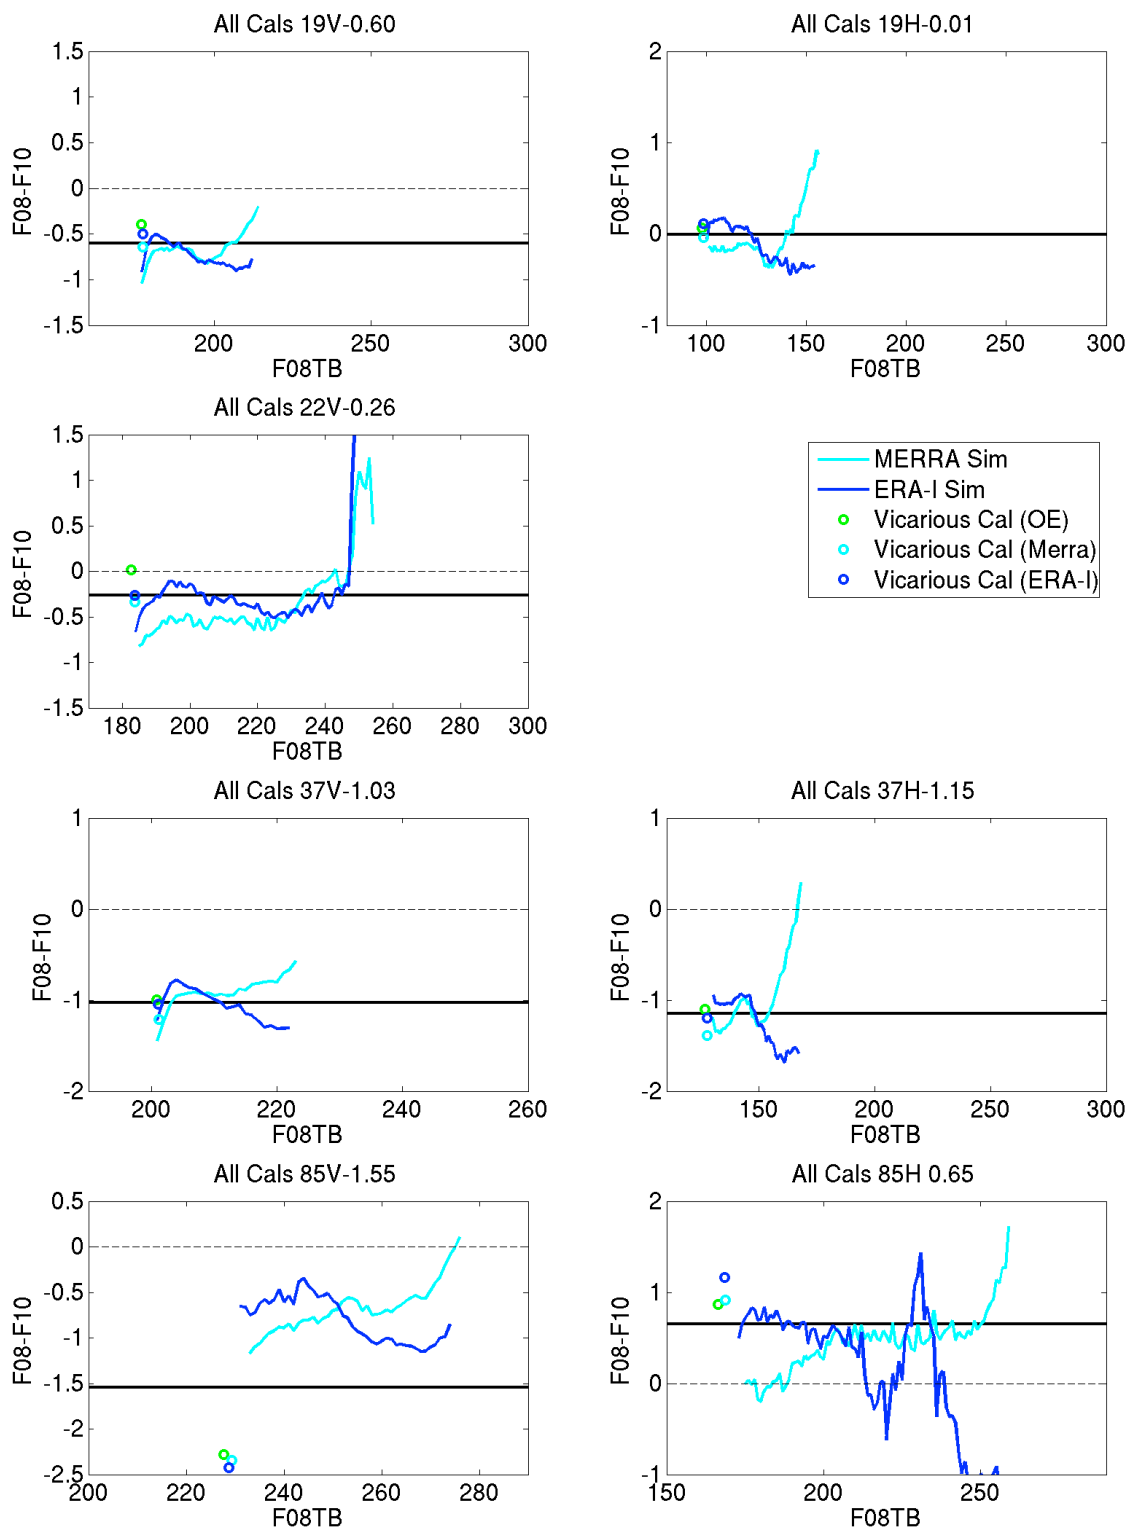 All Cals 19V-0.60
1.5
1
0.5
0
-0.5
-1
-1.5
200 250 300
F08-F10
F08TB
All Cals 19H-0.01
2
1
0
-1
100 150 200 250 300
F08-F10
F08TB
All Cals 22V-0.26
1.5
1
0.5
0
-0.5
-1
-1.5
180 200 220 240 260 280 300
F08-F10
F08TB
MERRA Sim
ERA-I Sim
Vicarious Cal (OE)
Vicarious Cal (Merra)
Vicarious Cal (ERA-I)
All Cals 37V-1.03
1
0
-1
-2
200 220 240 260
F08-F10
F08TB
All Cals 37H-1.15
1
0
-1
-2
150 200 250 300
F08-F10
F08TB
All Cals 85V-1.55
0.5
0
-0.5
-1
-1.5
-2
-2.5
200 220 240 260 280
F08-F10
F08TB
All Cals 85H 0.65
2
1
0
-1
150 200 250
F08-F10
F08TB